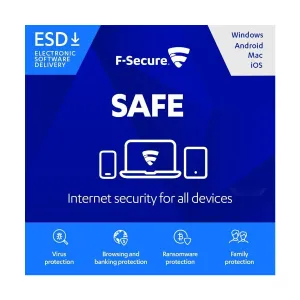 ESD
ELECTRONIC
SOFTWARE
DELIVERY
F-Secure.
Windows
Android
Mac
iOS
SAFE
Internet security for all devices
Virus
protection
Browsing and
banking protection
Ransomware
protection
Family
protection